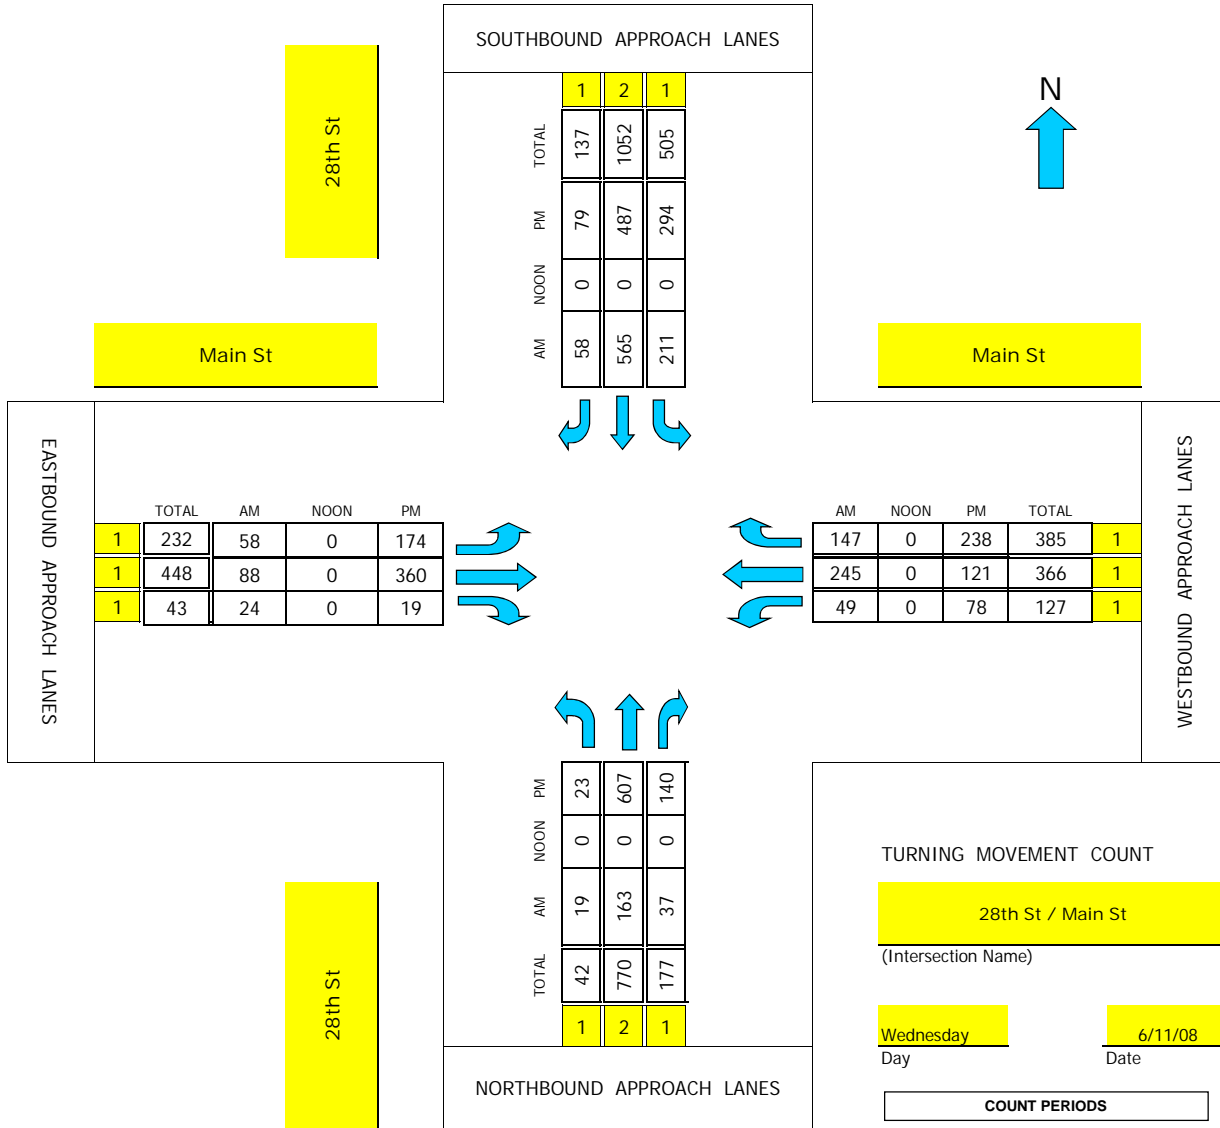 SOUTHBOUND APPROACH LANES
1 2 1
N
28th St
TOTAL 137 1052 505
PM 79 487 294
NOON 0 0 0
AM 58 565 211
Main St
Main St
EASTBOUND APPROACH LANES
TOTAL AM NOON PM
1 232 58 0 174
1 448 88 0 360
1 43 24 0 19
AM NOON PM TOTAL
147 0 238 385 1
245 0 121 366 1
49 0 78 127 1
WESTBOUND APPROACH LANES
PM 23 607 140
NOON 0 0 0
AM 19 163 37
TOTAL 42 770 177
1 2 1
NORTHBOUND APPROACH LANES
28th St
TURNING MOVEMENT COUNT
28th St / Main St
(Intersection Name)
Wednesday 6/11/08
Day Date
COUNT PERIODS